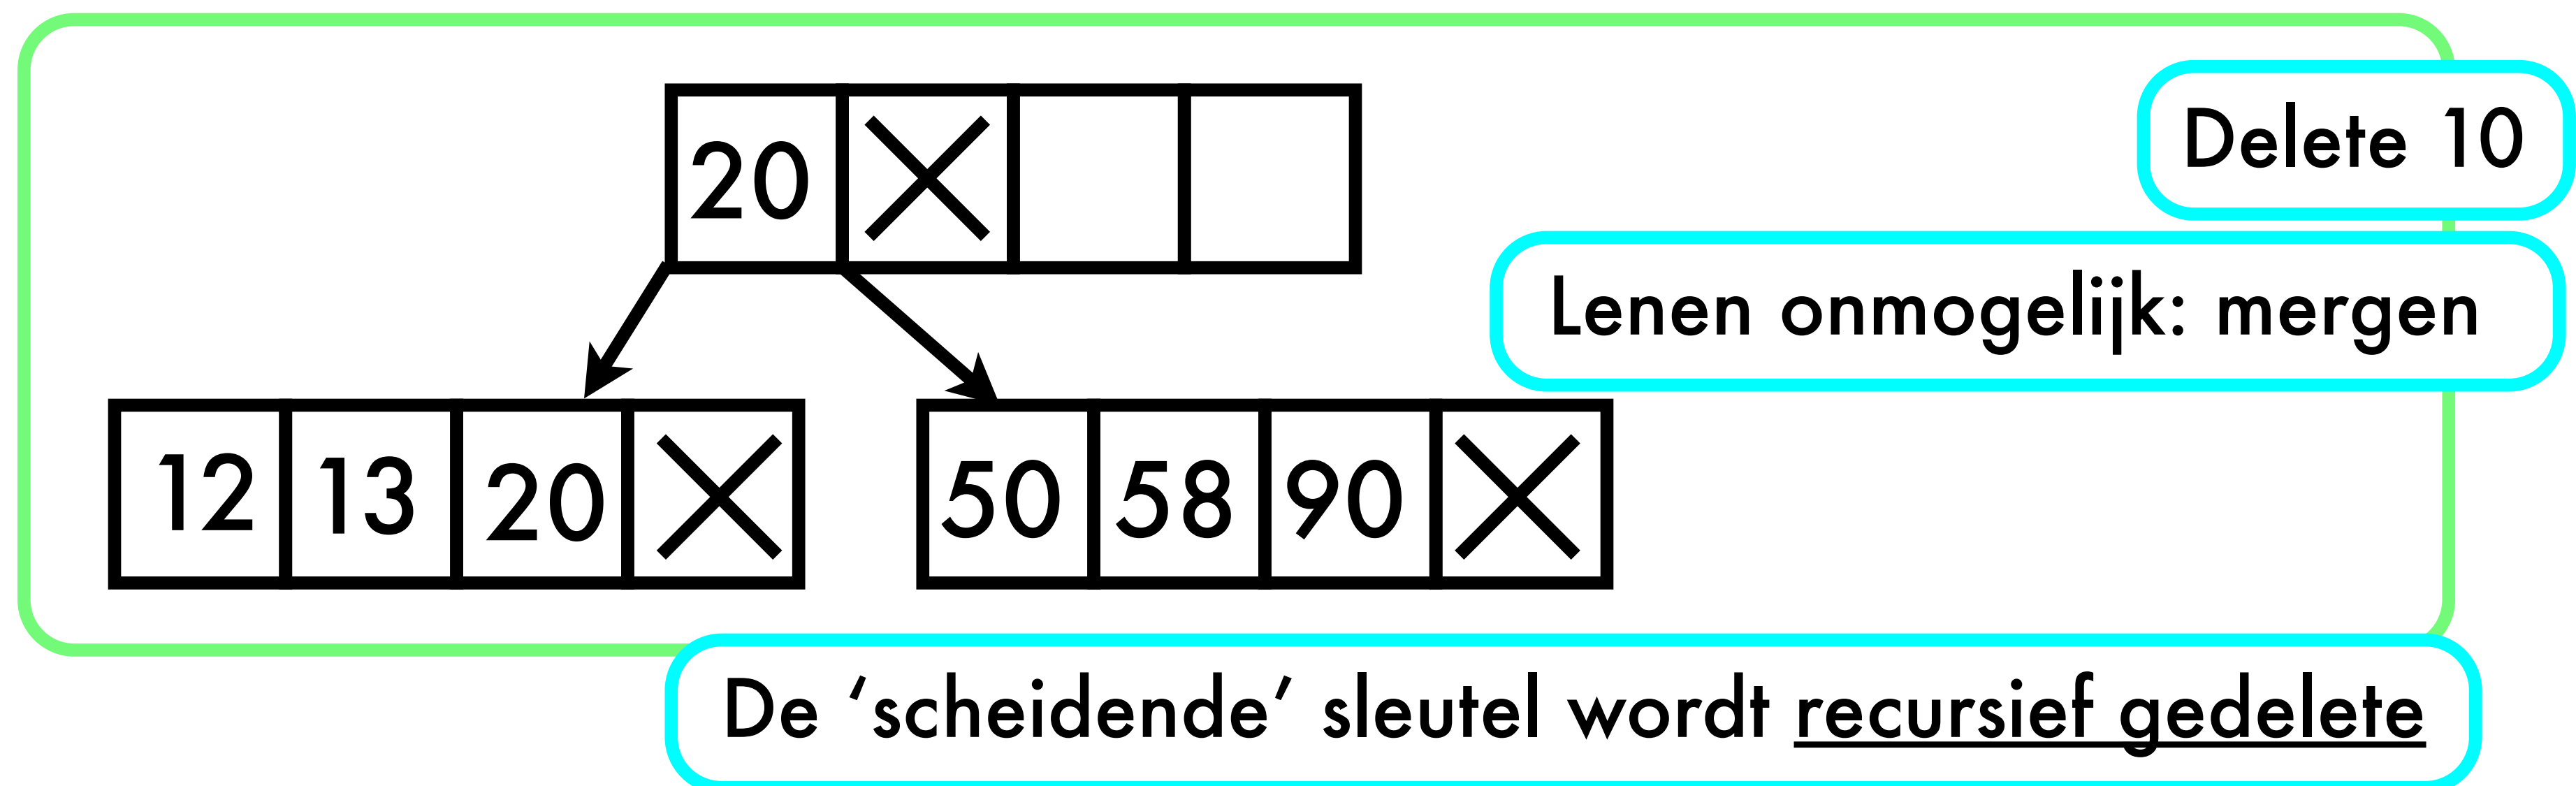 Delete 10
20
Lenen onmogelijk: mergen
12 13 20 50 58 90
De ‘scheidende’ sleutel wordt recursief gedelete